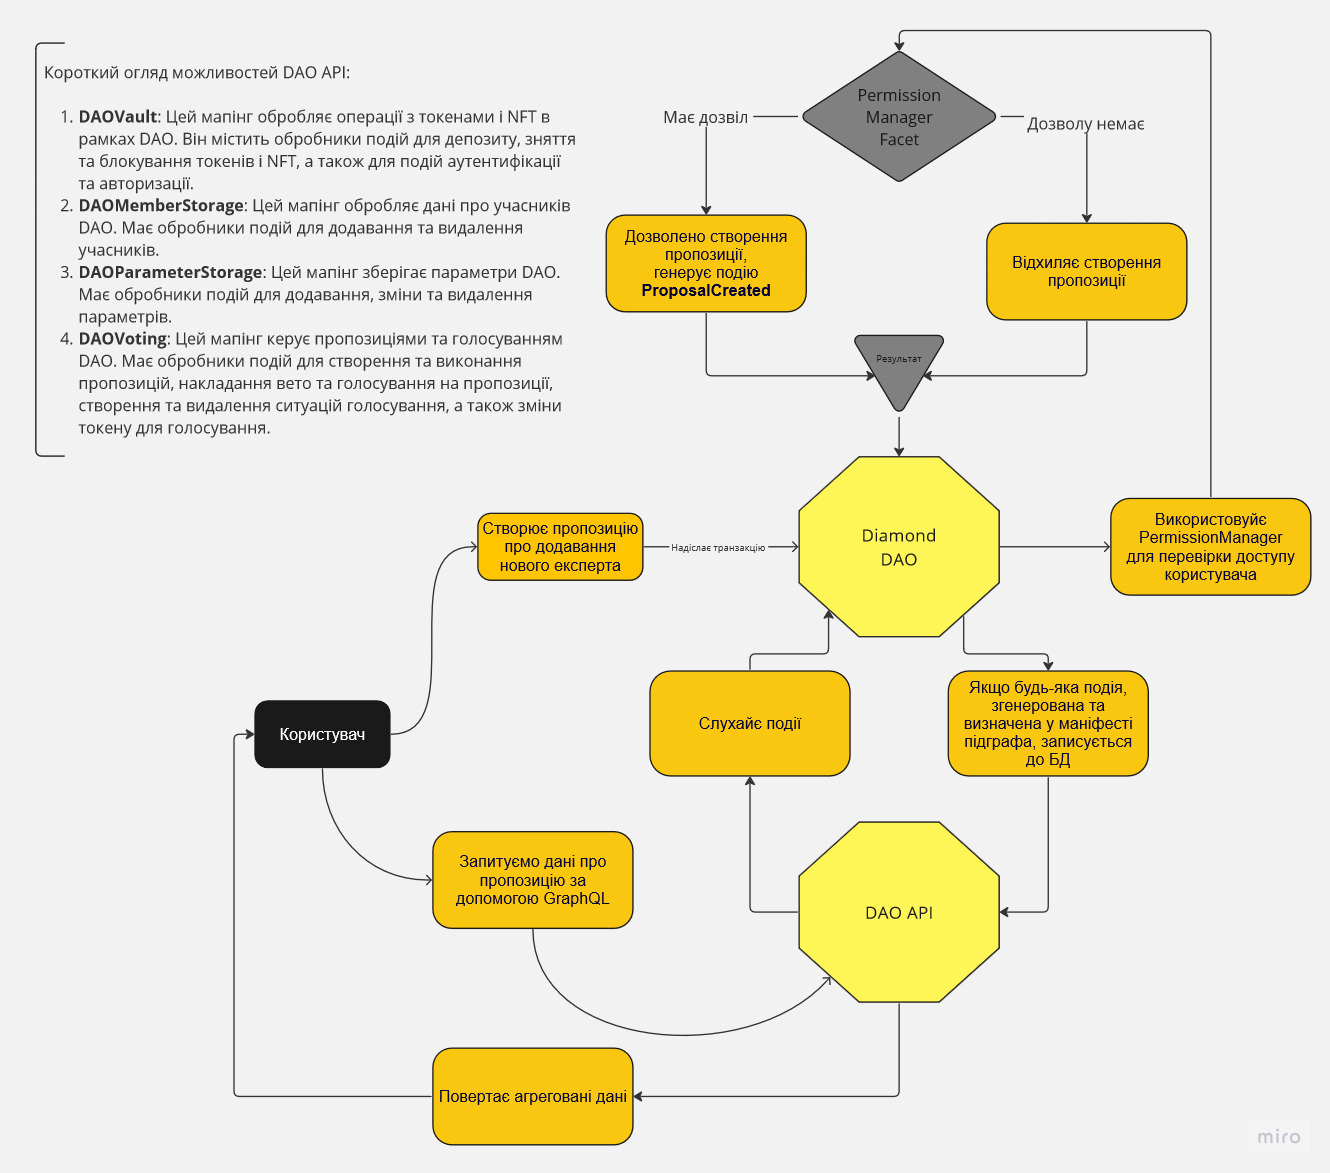 Короткий огляд можливостей DAO API:
1. DAOVault: Цей мапінг обробляє операції з токенами і NFT в
рамках DAO. Він містить обробники подій для депозиту, зняття
та блокування токенів і NFT, а також для подій аутентифікації
та авторизації.
2. DAOMemberStorage: Цей мапінг обробляє дані про учасників
DAO. Має обробники подій для додавання та видалення
учасників.
3. DAOParameterStorage: Цей мапінг зберігає параметри DAO.
Має обробники подій для додавання, зміни та видалення
параметрів.
4. DAOVoting: Цей мапінг керує пропозиціями та голосуванням
DAO. Має обробники подій для створення та виконання
пропозицій, накладання вето та голосування на пропозиції,
створення та видалення ситуацій голосування, а також зміни
токену для голосування.
Permission
Manager
Facet
Має дозвіл
Дозволу немає
Дозволено створення
пропозиції,
генерує подію
ProposalCreated
Відхиляє створення
пропозиції
Результат
Створює пропозицію
про додавання
нового експерта
Надіслає транзакцію
Diamond
DAO
Використовуйє
PermissionManager
для перевірки доступу
користувача
Користувач
Слухайє події
Якщо будь-яка подія,
згенерована та
визначена у маніфесті
підграфа, записується
до БД
Запитуємо дані про
пропозицію за
допомогою GraphQL
DAO API
Повертає агреговані дані
miro